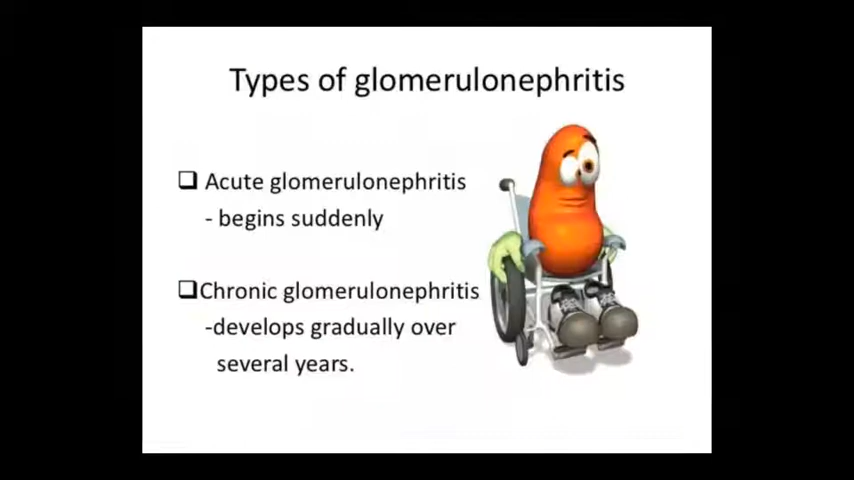 Types of glomerulonephritis
❑ Acute glomerulonephritis
- begins suddenly
❑Chronic glomerulonephritis
-develops gradually over
several years.